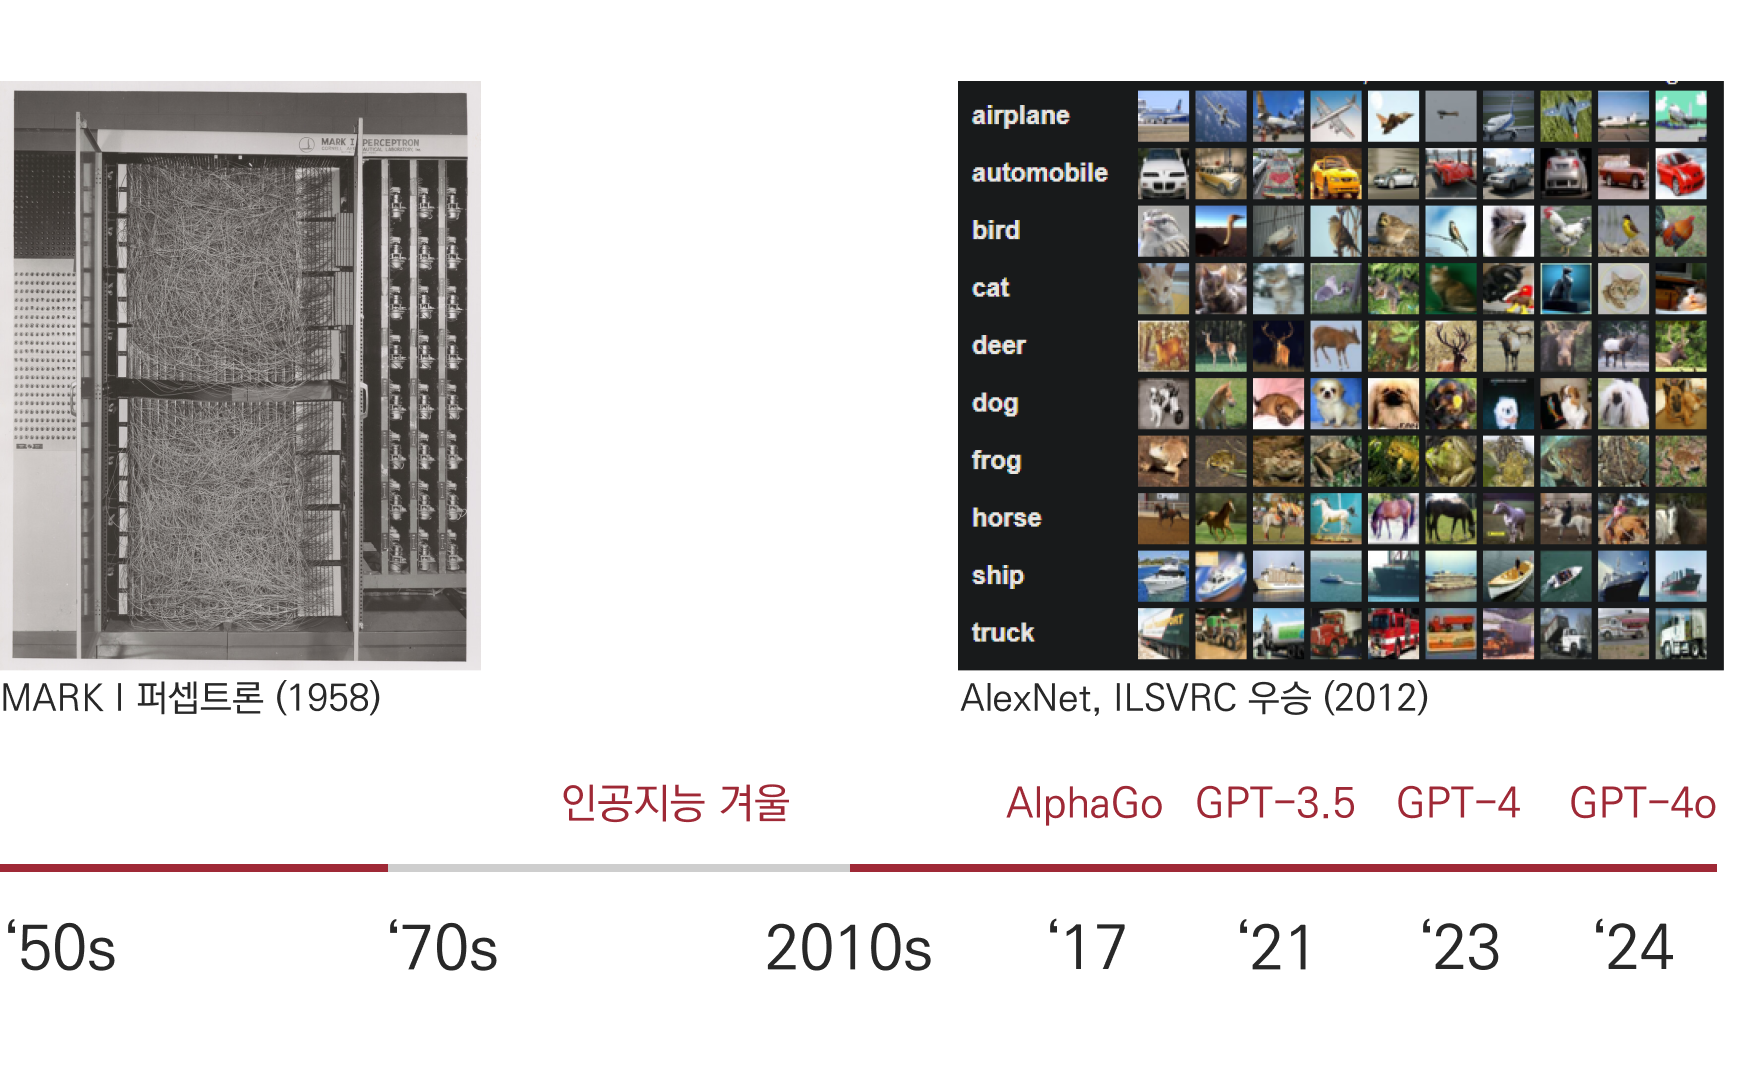 MARK I PERCEPTRON
airplane
automobile
bird
cat
deer
dog
frog
horse
ship
truck
MARK I 퍼셉트론 (1958)
AlexNet, ILSVRC 우승 (2012)
인공지능 겨울
AlphaGo
GPT-3.5
GPT-4
GPT-4o
‘50s
‘70s
2010s
‘17
‘21
‘23
‘24